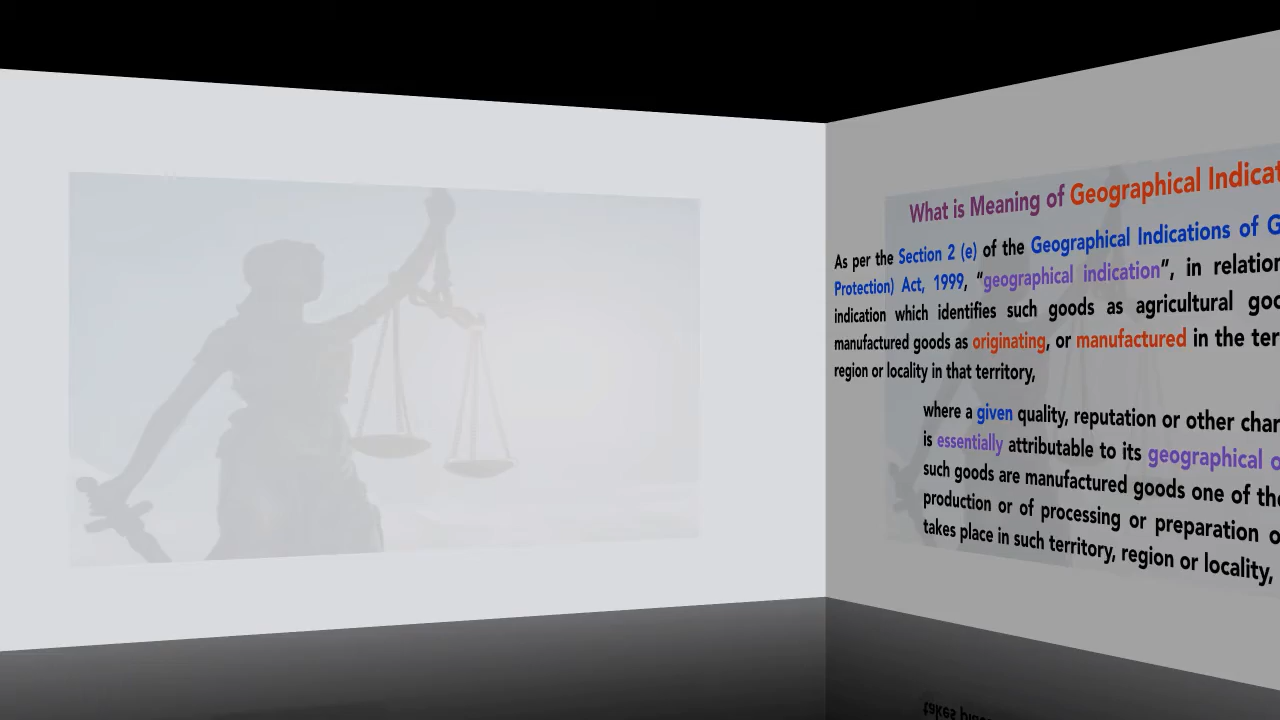 What is Meaning of Geographical Indicat
As per the Section 2 (e) of the Geographical Indications of G
Protection) Act, 1999, “geographical indication”, in relation
indication which identifies such goods as agricultural goo
manufactured goods as originating, or manufactured in the ter
region or locality in that territory,
where a given quality, reputation or other char
is essentially attributable to its geographical o
such goods are manufactured goods one of the
production or of processing or preparation o
takes place in such territory, region or locality,